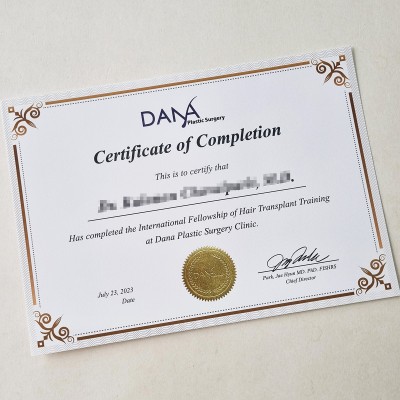 DANA
Plastic Surgery
Certificate of Completion
This is to certify that
Has completed the International Fellowship of Hair Transplant Training
at Dana Plastic Surgery Clinic.
July 23, 2023
Date
Park, Jae Hyun MD. PhD. FISHRS
Chief Director